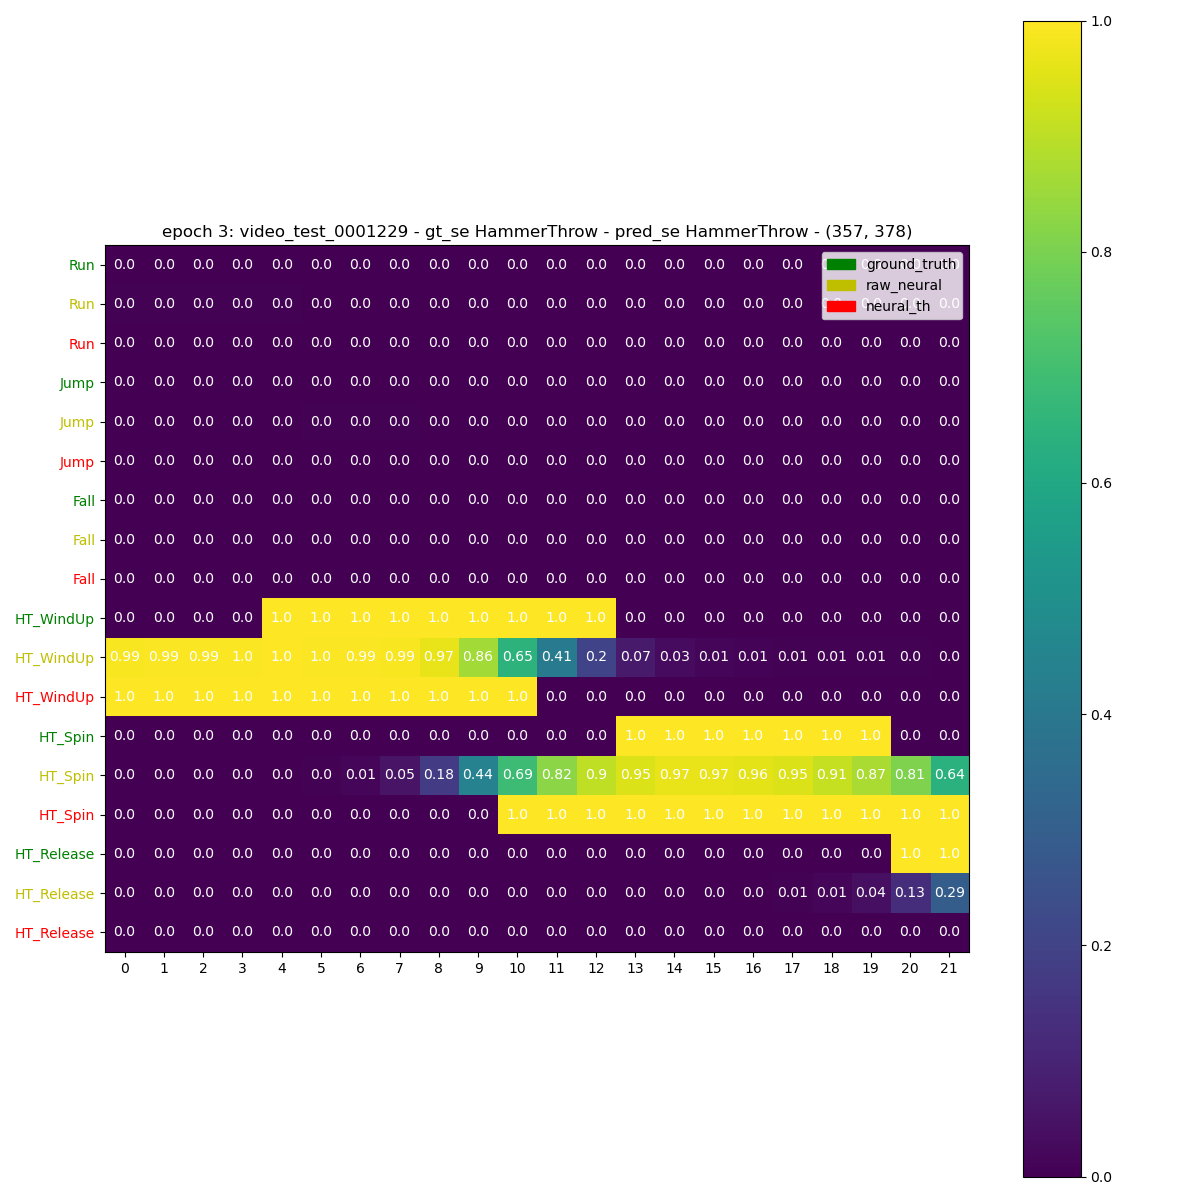 epoch 3: video_test_0001229 - gt_se HammerThrow - pred_se HammerThrow - (357, 378)
ground_truth
raw_neural
neural_th
Run 0.0 0.0 0.0 0.0 0.0 0.0 0.0 0.0 0.0 0.0 0.0 0.0 0.0 0.0 0.0 0.0 0.0 0.0
Run 0.0 0.0 0.0 0.0 0.0 0.0 0.0 0.0 0.0 0.0 0.0 0.0 0.0 0.0 0.0 0.0 0.0 0.0 0.0 0.0 0.0 0.0
Run 0.0 0.0 0.0 0.0 0.0 0.0 0.0 0.0 0.0 0.0 0.0 0.0 0.0 0.0 0.0 0.0 0.0 0.0 0.0 0.0 0.0 0.0
Jump 0.0 0.0 0.0 0.0 0.0 0.0 0.0 0.0 0.0 0.0 0.0 0.0 0.0 0.0 0.0 0.0 0.0 0.0 0.0 0.0 0.0 0.0
Jump 0.0 0.0 0.0 0.0 0.0 0.0 0.0 0.0 0.0 0.0 0.0 0.0 0.0 0.0 0.0 0.0 0.0 0.0 0.0 0.0 0.0 0.0
Jump 0.0 0.0 0.0 0.0 0.0 0.0 0.0 0.0 0.0 0.0 0.0 0.0 0.0 0.0 0.0 0.0 0.0 0.0 0.0 0.0 0.0 0.0
Fall 0.0 0.0 0.0 0.0 0.0 0.0 0.0 0.0 0.0 0.0 0.0 0.0 0.0 0.0 0.0 0.0 0.0 0.0 0.0 0.0 0.0 0.0
Fall 0.0 0.0 0.0 0.0 0.0 0.0 0.0 0.0 0.0 0.0 0.0 0.0 0.0 0.0 0.0 0.0 0.0 0.0 0.0 0.0 0.0 0.0
Fall 0.0 0.0 0.0 0.0 0.0 0.0 0.0 0.0 0.0 0.0 0.0 0.0 0.0 0.0 0.0 0.0 0.0 0.0 0.0 0.0 0.0 0.0
HT_WindUp 0.0 0.0 0.0 0.0 1.0 1.0 1.0 1.0 1.0 1.0 1.0 1.0 1.0 0.0 0.0 0.0 0.0 0.0 0.0 0.0 0.0 0.0
HT_WindUp 0.99 0.99 0.99 1.0 1.0 1.0 0.99 0.99 0.97 0.86 0.65 0.41 0.2 0.07 0.03 0.01 0.01 0.01 0.01 0.01 0.0 0.0
HT_WindUp 1.0 1.0 1.0 1.0 1.0 1.0 1.0 1.0 1.0 1.0 1.0 0.0 0.0 0.0 0.0 0.0 0.0 0.0 0.0 0.0 0.0 0.0
HT_Spin 0.0 0.0 0.0 0.0 0.0 0.0 0.0 0.0 0.0 0.0 0.0 0.0 0.0 1.0 1.0 1.0 1.0 1.0 1.0 1.0 0.0 0.0
HT_Spin 0.0 0.0 0.0 0.0 0.0 0.0 0.01 0.05 0.18 0.44 0.69 0.82 0.9 0.95 0.97 0.97 0.96 0.95 0.91 0.87 0.81 0.64
HT_Spin 0.0 0.0 0.0 0.0 0.0 0.0 0.0 0.0 0.0 0.0 1.0 1.0 1.0 1.0 1.0 1.0 1.0 1.0 1.0 1.0 1.0 1.0
HT_Release 0.0 0.0 0.0 0.0 0.0 0.0 0.0 0.0 0.0 0.0 0.0 0.0 0.0 0.0 0.0 0.0 0.0 0.0 0.0 0.0 1.0 1.0
HT_Release 0.0 0.0 0.0 0.0 0.0 0.0 0.0 0.0 0.0 0.0 0.0 0.0 0.0 0.0 0.0 0.0 0.0 0.01 0.01 0.04 0.13 0.29
HT_Release 0.0 0.0 0.0 0.0 0.0 0.0 0.0 0.0 0.0 0.0 0.0 0.0 0.0 0.0 0.0 0.0 0.0 0.0 0.0 0.0 0.0 0.0
0 1 2 3 4 5 6 7 8 9 10 11 12 13 14 15 16 17 18 19 20 21
1.0
0.8
0.6
0.4
0.2
0.0